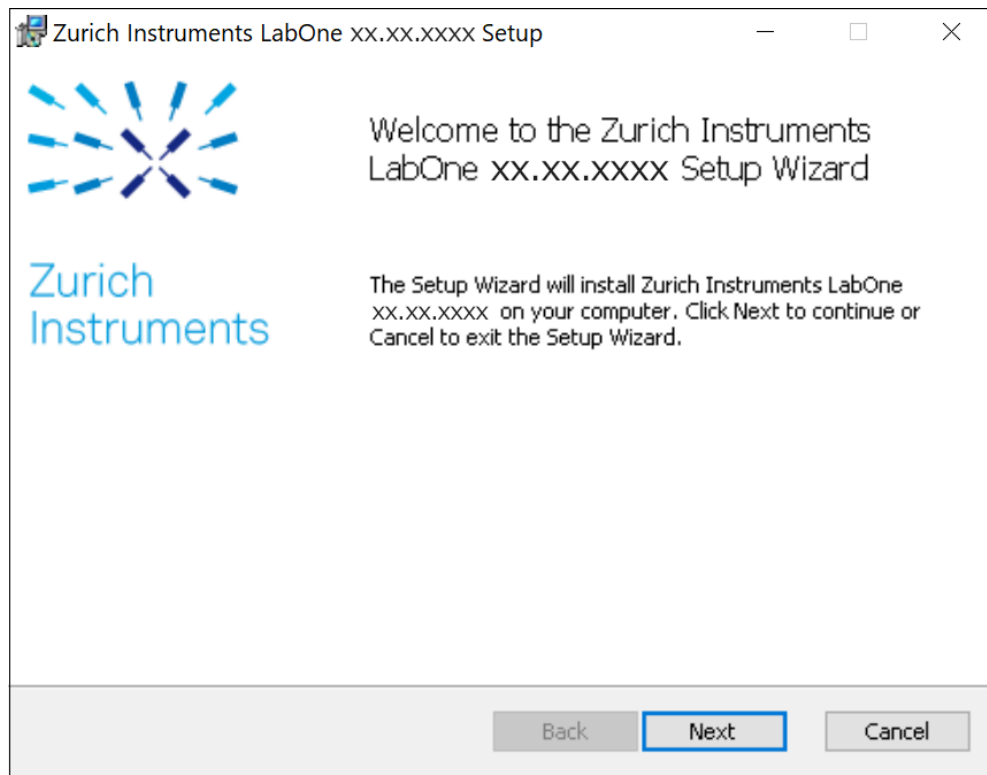 Zurich Instruments LabOne xx.xx.xxxx Setup
Welcome to the Zurich Instruments
LabOne xx.xx.xxxx Setup Wizard
Zurich
Instruments
The Setup Wizard will install Zurich Instruments LabOne
xx.xx.xxxx on your computer. Click Next to continue or
Cancel to exit the Setup Wizard.
Back Next Cancel